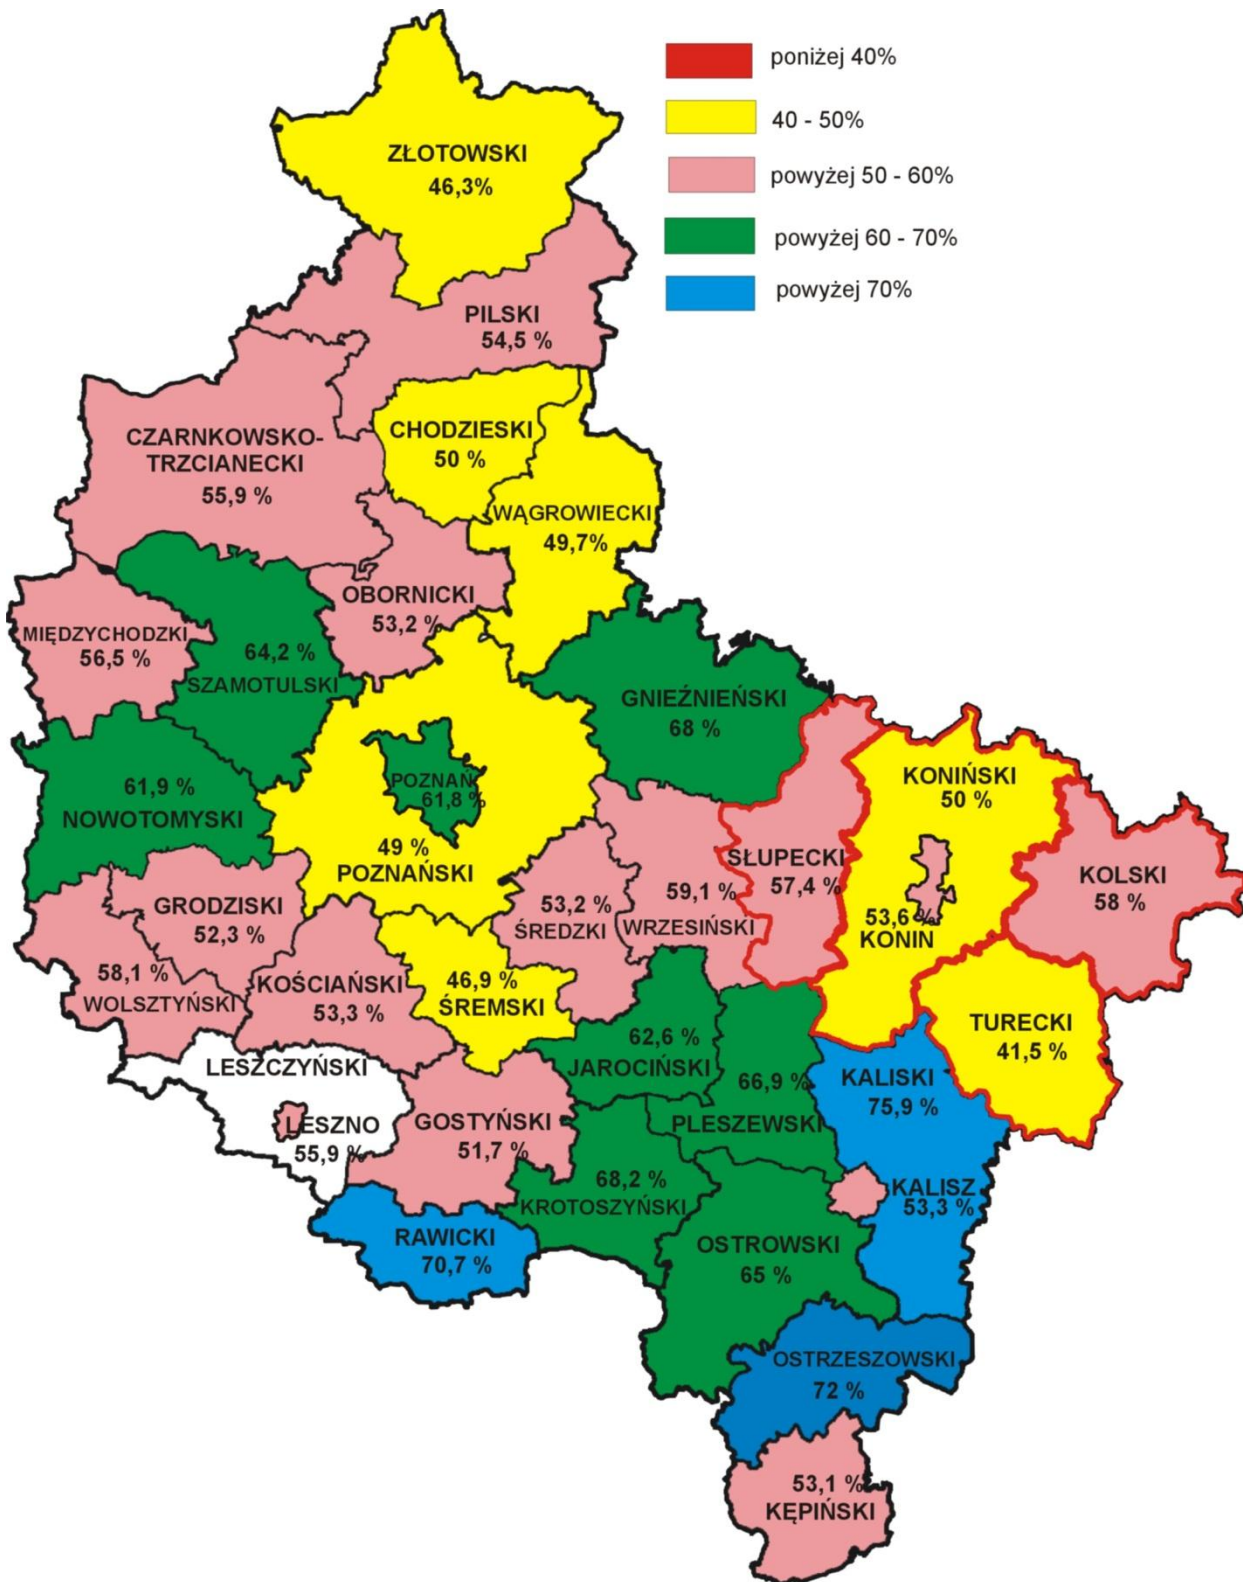 poniżej 40%
40 - 50%
powyżej 50 - 60%
powyżej 60 - 70%
powyżej 70%
ZŁOTOWSKI
46,3%
PILSKI
54,5 %
CZARNKOWSKO-
TRZCIANECKI
55,9 %
CHODZIESKI
50 %
WĄGROWIECKI
49,7%
OBORNICKI
53,2 %
MIĘDZYCHODZKI
56,5 %
64,2 %
SZAMOTULSKI
GNIEŹNIEŃSKI
68 %
61,9 %
NOWOTOMYSKI
POZNAŃ
61,8 %
49 %
POZNAŃSKI
KONIŃSKI
50 %
SŁUPECKI
57,4 %
KOLSKI
58 %
GRODZISKI
52,3 %
53,2 %
ŚREDZKI
59,1 %
WRZESIŃSKI
53,6 %
KONIN
58,1 %
WOLSZTYŃSKI
KOŚCIAŃSKI
53,3 %
46,9 %
ŚREMSKI
TURECKI
41,5 %
62,6 %
JAROCIŃSKI
LESZCZYŃSKI
66,9 %
PLESZEWSKI
KALISKI
75,9 %
LESZNO
55,9 %
GOSTYŃSKI
51,7 %
68,2 %
KROTOSZYŃSKI
KALISZ
53,3 %
RAWICKI
70,7 %
OSTROWSKI
65 %
OSTRZESZOWSKI
72 %
53,1 %
KĘPIŃSKI